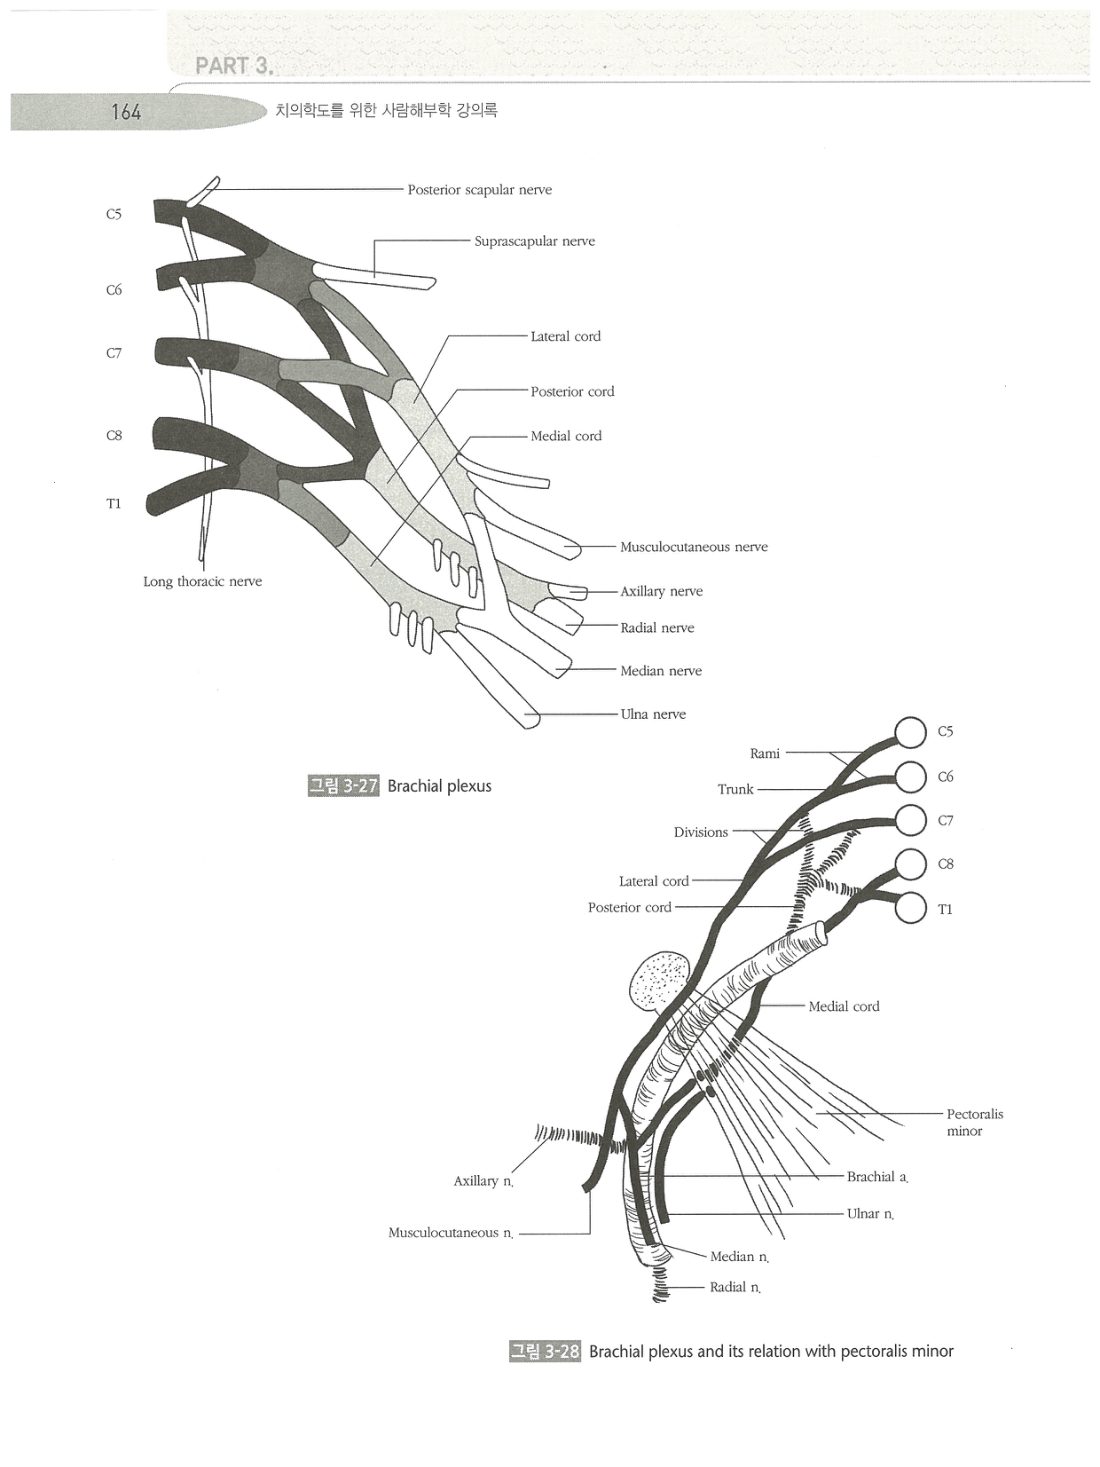 PART 3.
164
치의학도를 위한 사람해부학 강의록
Posterior scapular nerve
C5
Suprascapular nerve
C6
Lateral cord
C7
Posterior cord
Medial cord
C8
T1
Musculocutaneous nerve
Long thoracic nerve
Axillary nerve
Radial nerve
Median nerve
Ulna nerve
그림 3-27 Brachial plexus
C5
Rami
C6
Trunk
C7
Divisions
C8
Lateral cord
Posterior cord
T1
Medial cord
Pectoralis
minor
Axillary n.
Brachial a.
Ulnar n.
Musculocutaneous n.
Median n.
Radial n.
그림 3-28 Brachial plexus and its relation with pectoralis minor